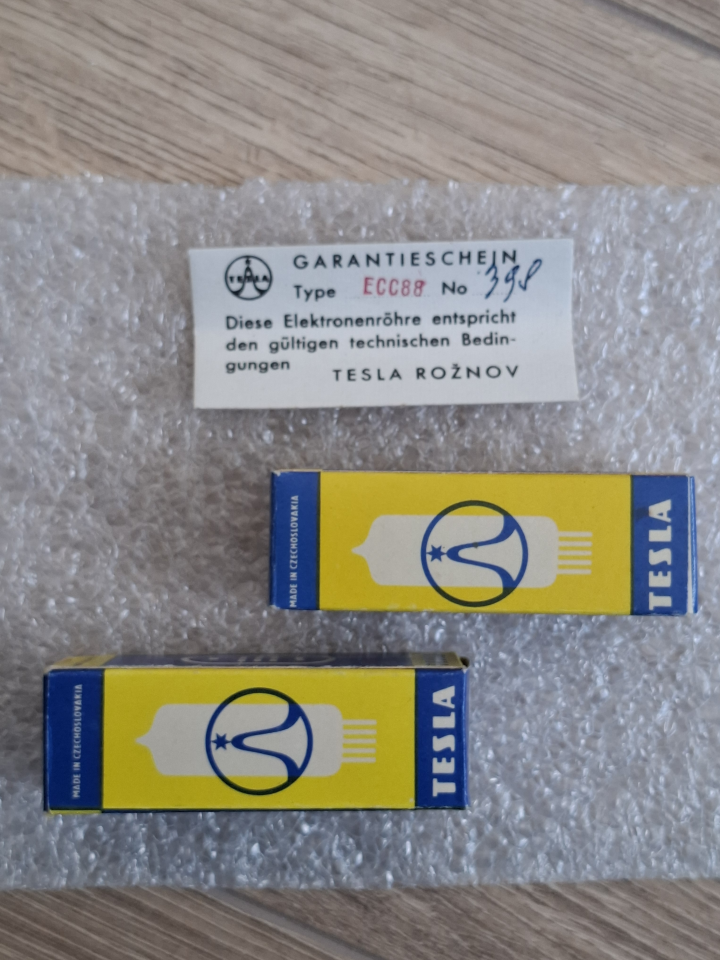 TESLA
GARANTIESCHEIN
Type ECC88 No 398
Diese Elektronenröhre entspricht
den gültigen technischen Bedin-
gungen
TESLA ROŽNOV
MADE IN CZECHOSLOVAKIA
TESLA
MADE IN CZECHOSLOVAKIA
TESLA